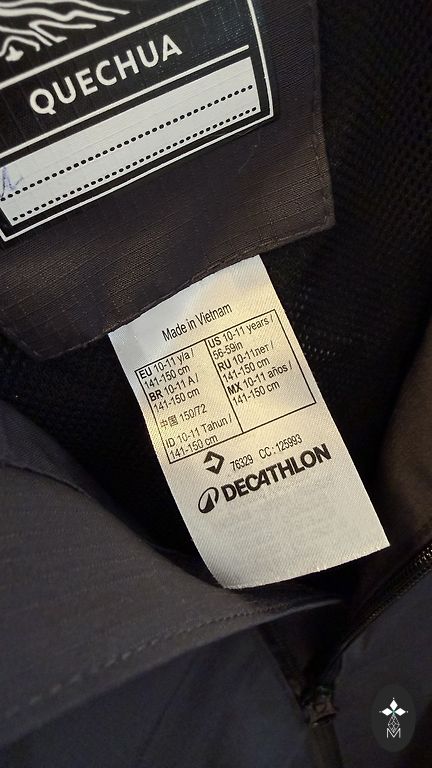 QUECHUA
Made in Vietnam
EU 10-11 y/a /
141-150 cm
BR 10-11 A /
141-150 cm
中国 150/72
ID 10-11 Tahun /
141-150 cm
US 10-11 years /
56-59in
RU 10-11лет /
141-150 cm
MX 10-11 años /
141-150 cm
76329 CC : 125993
DECATHLON
M